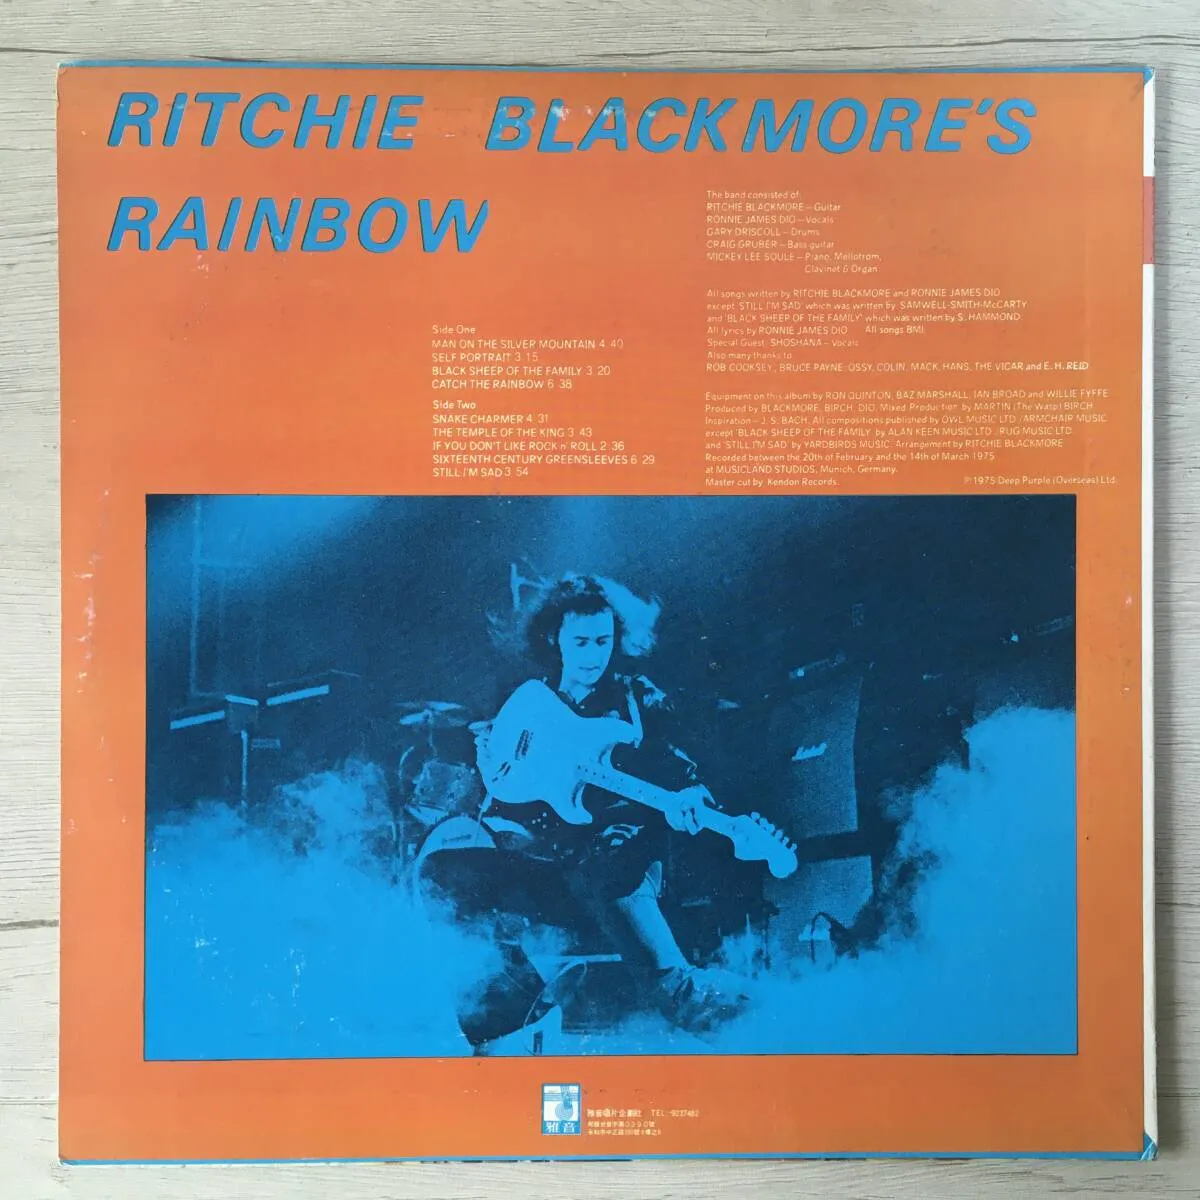 RITCHIE BLACKMORE'S
RAINBOW
The band consisted of:
RITCHIE BLACKMORE – Guitar
RONNIE JAMES DIO – Vocals
GARY DRISCOLL – Drums
CRAIG GRUBER – Bass guitar
MICKEY LEE SOULE – Piano, Mellotrom,
Clavinet & Organ
All songs written by RITCHIE BLACKMORE and RONNIE JAMES DIO
except 'STILL I'M SAD' which was written by SAMWELL-SMITH-McCARTY
and 'BLACK SHEEP OF THE FAMILY' which was written by S. HAMMOND
All lyrics by RONNIE JAMES DIO All songs BMI
Special Guest: SHOSHANA – Vocals
Also many thanks to
ROB COOKSEY, BRUCE PAYNE, OSSY, COLIN, MACK, HANS, THE VICAR and E. H. REID
Side One
MAN ON THE SILVER MOUNTAIN 4.40
SELF PORTRAIT 3.15
BLACK SHEEP OF THE FAMILY 3.20
CATCH THE RAINBOW 6.38
Side Two
SNAKE CHARMER 4.31
THE TEMPLE OF THE KING 3.43
IF YOU DON'T LIKE ROCK n' ROLL 2.36
SIXTEENTH CENTURY GREENSLEEVES 6.29
STILL I'M SAD 3.54
Equipment on this album by RON QUINTON, BAZ MARSHALL, IAN BROAD and WILLIE FYFFE
Produced by BLACKMORE, BIRCH, DIO. Mixed Production by MARTIN (The Wasp) BIRCH
Inspiration – J. S. BACH. All compositions published by OWL MUSIC LTD./ARMCHAIR MUSIC
except 'BLACK SHEEP OF THE FAMILY' by ALAN KEEN MUSIC LTD./RUG MUSIC LTD.
and 'STILL I'M SAD' by YARDBIRDS MUSIC. Arrangement by RITCHIE BLACKMORE
Recorded between the 20th of February and the 14th of March 1975
at MUSICLAND STUDIOS, Munich, Germany.
Master cut by Kendon Records.
℗ 1975 Deep Purple (Overseas) Ltd.
Marshall
雅音
雅音唱片企劃社 TEL: 9237482